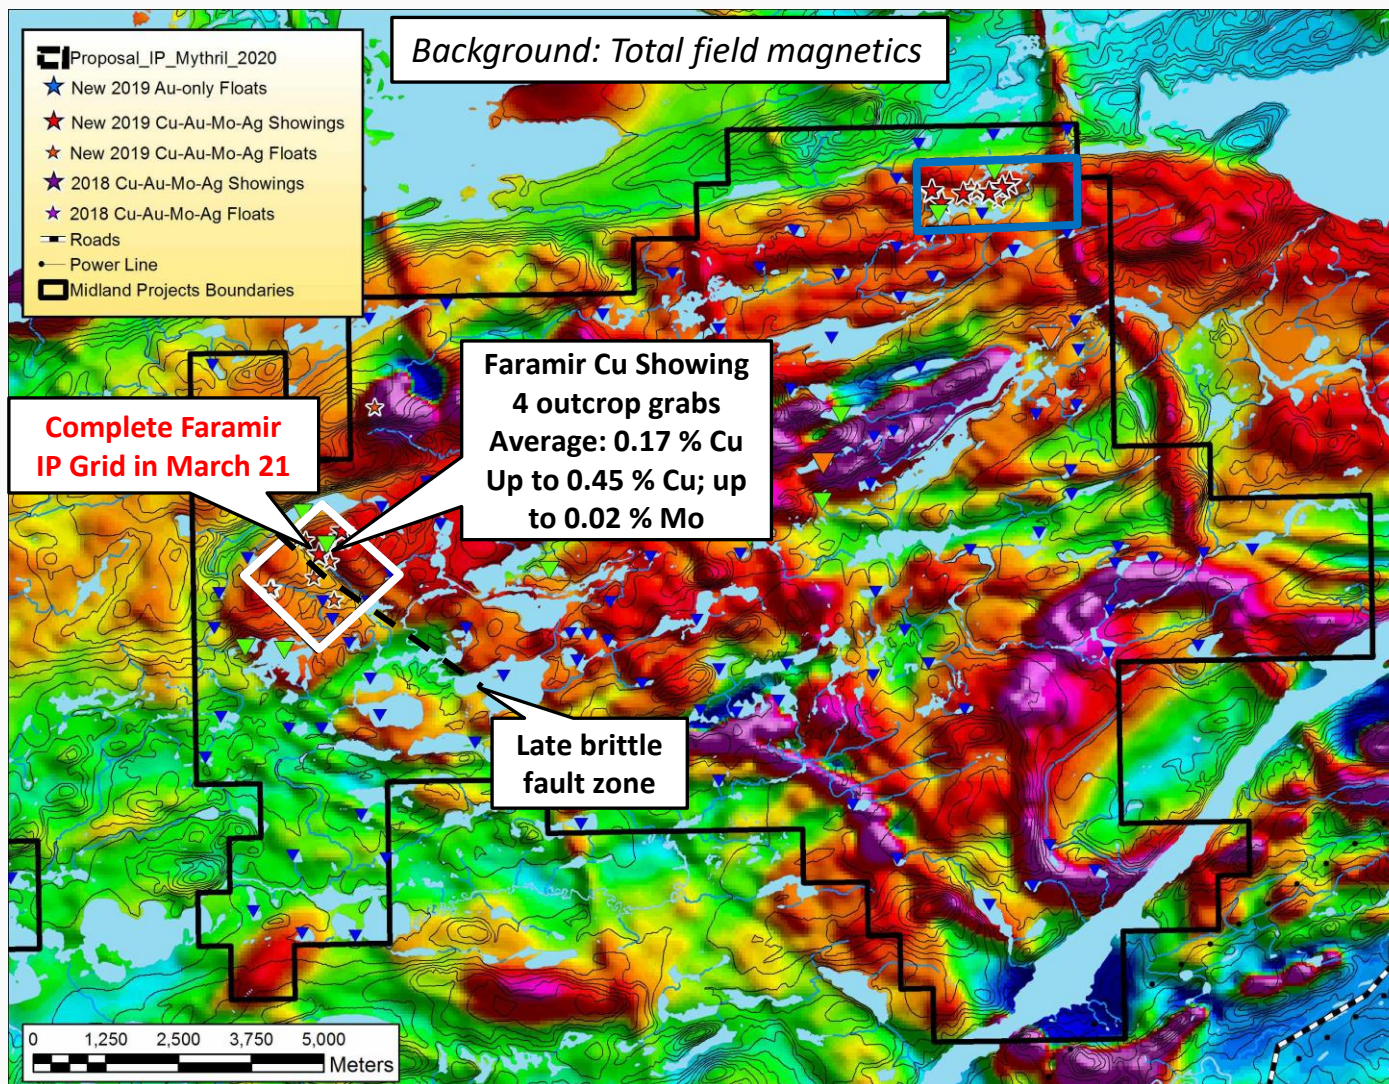 Background: Total field magnetics
Proposal_IP_Mythril_2020
New 2019 Au-only Floats
New 2019 Cu-Au-Mo-Ag Showings
New 2019 Cu-Au-Mo-Ag Floats
2018 Cu-Au-Mo-Ag Showings
2018 Cu-Au-Mo-Ag Floats
Roads
Power Line
Midland Projects Boundaries
Faramir Cu Showing
4 outcrop grabs
Average: 0.17 % Cu
Up to 0.45 % Cu; up
to 0.02 % Mo
Complete Faramir
IP Grid in March 21
Late brittle
fault zone
0 1,250 2,500 3,750 5,000
Meters